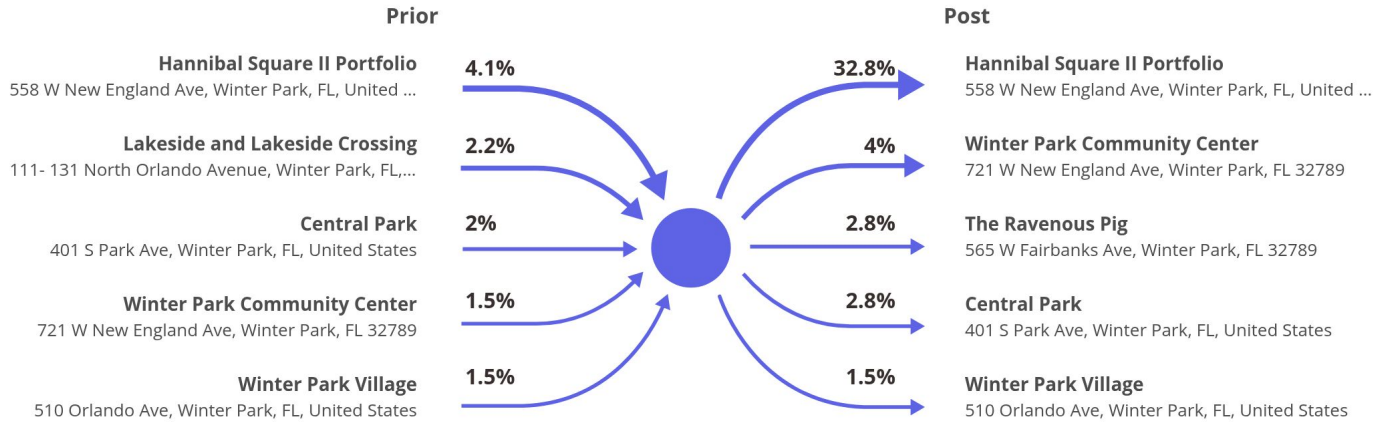 Prior
Post
Hannibal Square II Portfolio
558 W New England Ave, Winter Park, FL, United ...
4.1%
32.8%
Hannibal Square II Portfolio
558 W New England Ave, Winter Park, FL, United ...
Lakeside and Lakeside Crossing
111- 131 North Orlando Avenue, Winter Park, FL,...
2.2%
4%
Winter Park Community Center
721 W New England Ave, Winter Park, FL 32789
Central Park
401 S Park Ave, Winter Park, FL, United States
2%
2.8%
The Ravenous Pig
565 W Fairbanks Ave, Winter Park, FL 32789
Winter Park Community Center
721 W New England Ave, Winter Park, FL 32789
1.5%
2.8%
Central Park
401 S Park Ave, Winter Park, FL, United States
Winter Park Village
510 Orlando Ave, Winter Park, FL, United States
1.5%
1.5%
Winter Park Village
510 Orlando Ave, Winter Park, FL, United States